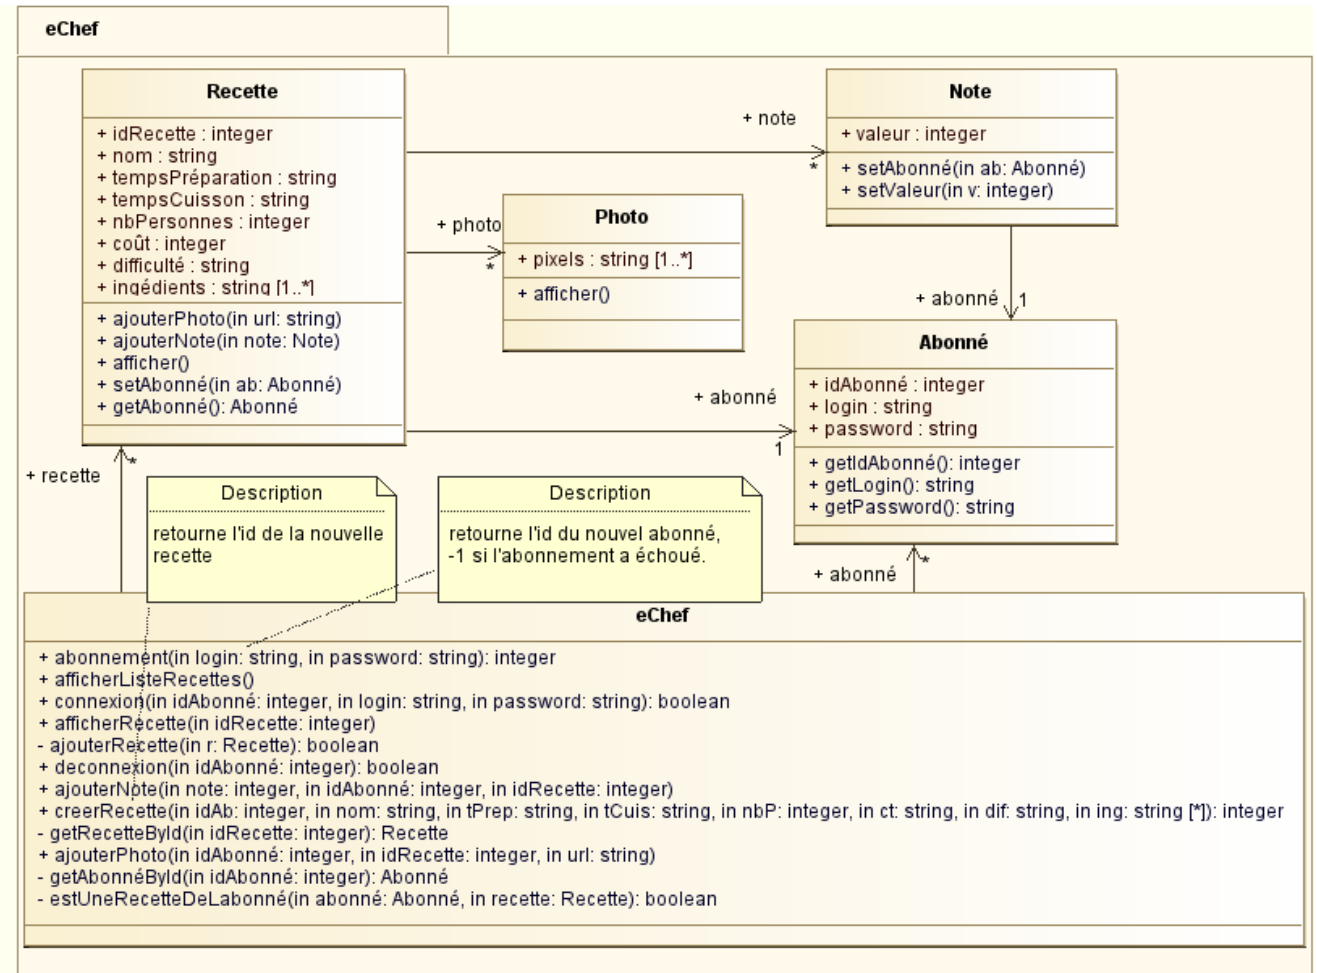 eChef
Recette
+ idRecette : integer
+ nom : string
+ tempsPréparation : string
+ tempsCuisson : string
+ nbPersonnes : integer
+ coût : integer
+ difficulté : string
+ ingédients : string [1..*]
+ ajouterPhoto(in url: string)
+ ajouterNote(in note: Note)
+ afficher()
+ setAbonné(in ab: Abonné)
+ getAbonné(): Abonné
+ note
*
Note
+ valeur : integer
+ setAbonné(in ab: Abonné)
+ setValeur(in v: integer)
+ photo
*
Photo
+ pixels : string [1..*]
+ afficher()
+ abonné
1
+ abonné
1
Abonné
+ idAbonné : integer
+ login : string
+ password : string
+ getIdAbonné(): integer
+ getLogin(): string
+ getPassword(): string
+ recette
*
Description
retourne l'id de la nouvelle
recette
Description
retourne l'id du nouvel abonné,
-1 si l'abonnement a échoué.
+ abonné
*
eChef
+ abonnement(in login: string, in password: string): integer
+ afficherListeRecettes()
+ connexion(in idAbonné: integer, in login: string, in password: string): boolean
+ afficherRecette(in idRecette: integer)
- ajouterRecette(in r: Recette): boolean
+ deconnexion(in idAbonné: integer): boolean
+ ajouterNote(in note: integer, in idAbonné: integer, in idRecette: integer)
+ creerRecette(in idAb: integer, in nom: string, in tPrep: string, in tCuis: string, in nbP: integer, in ct: string, in dif: string, in ing: string [*]): integer
- getRecetteById(in idRecette: integer): Recette
+ ajouterPhoto(in idAbonné: integer, in idRecette: integer, in url: string)
- getAbonnéById(in idAbonné: integer): Abonné
- estUneRecetteDeLabonné(in abonné: Abonné, in recette: Recette): boolean